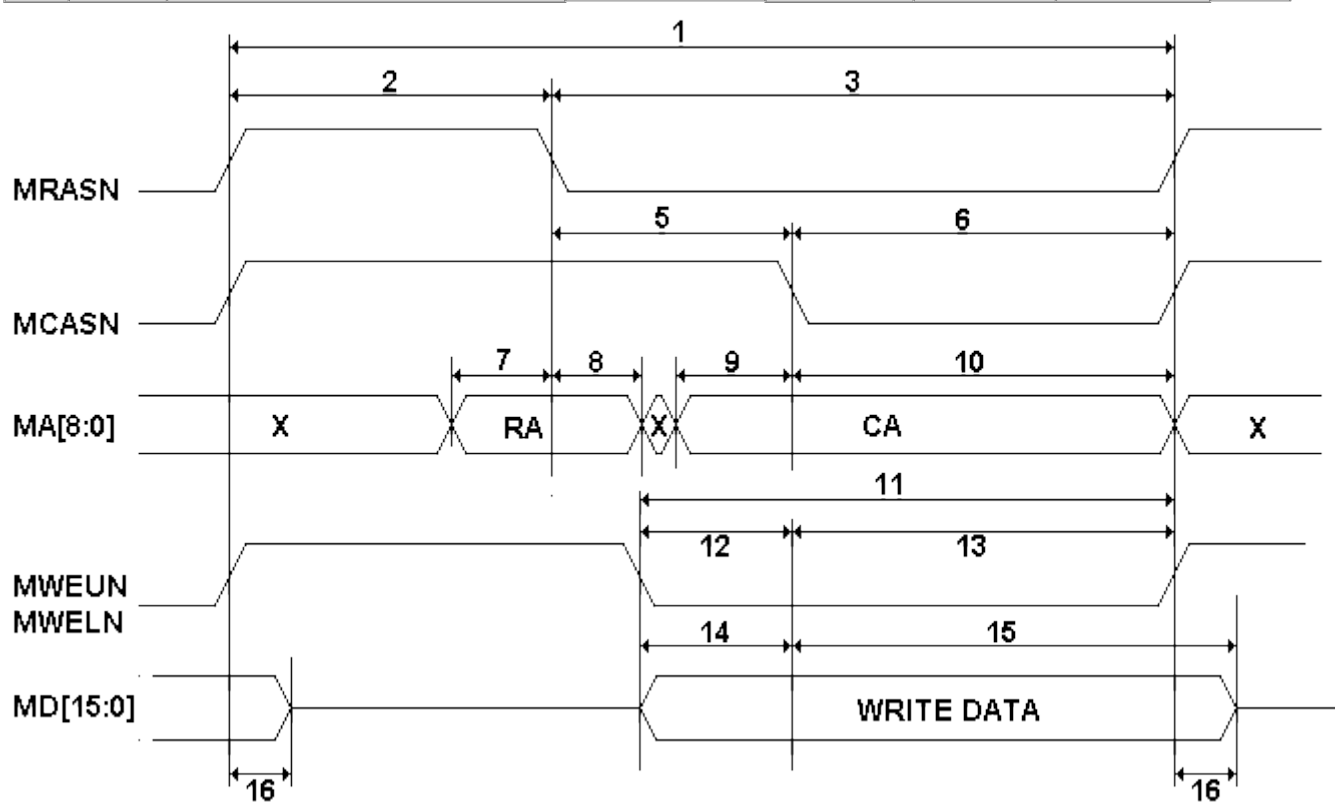 1
2 3
MRASN
5 6
MCASN
7 8 9 10
MA[8:0] X RA X CA X
11
12 13
MWEUN
MWELN
14 15
MD[15:0] WRITE DATA
16 16